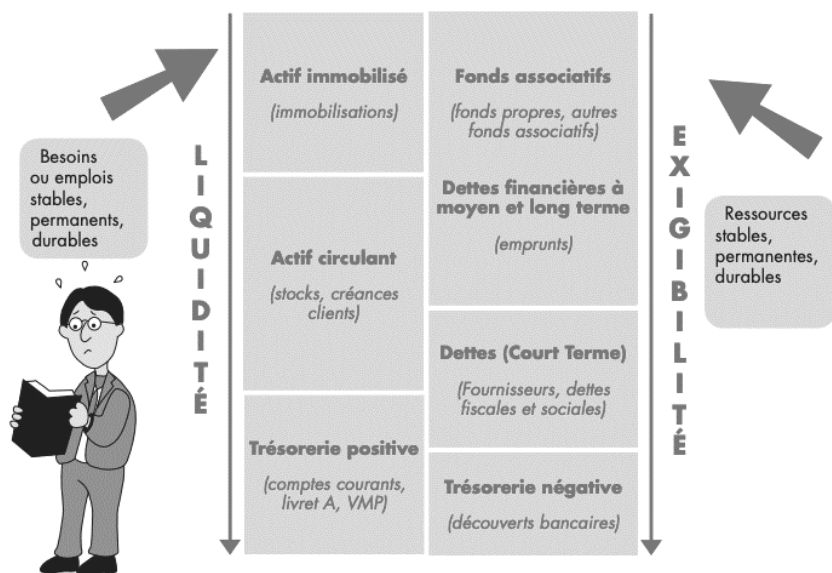 Besoins
ou emplois
stables,
permanents,
durables
LIQUIDITÉ
Actif immobilisé
(immobilisations)
Actif circulant
(stocks, créances
clients)
Trésorerie positive
(comptes courants,
livret A, VMP)
Fonds associatifs
(fonds propres, autres
fonds associatifs)
Dettes financières à
moyen et long terme
(emprunts)
Dettes (Court Terme)
(Fournisseurs, dettes
fiscales et sociales)
Trésorerie négative
(découverts bancaires)
EXIGIBILITÉ
Ressources
stables,
permanentes,
durables